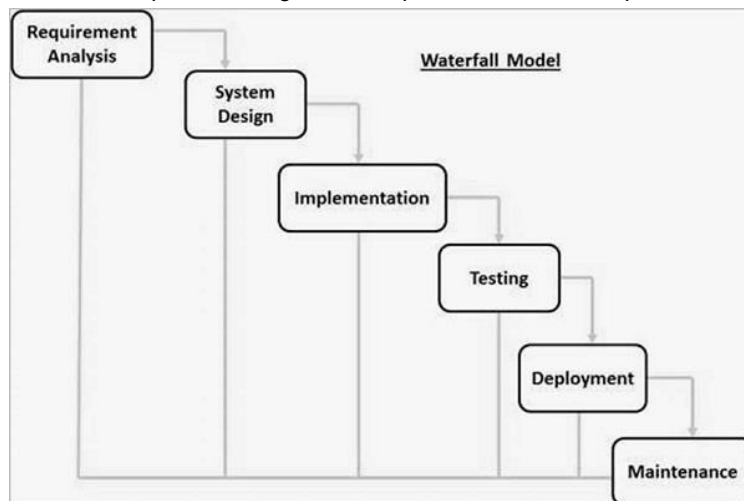 Requirement
Analysis
Waterfall Model
System
Design
Implementation
Testing
Deployment
Maintenance